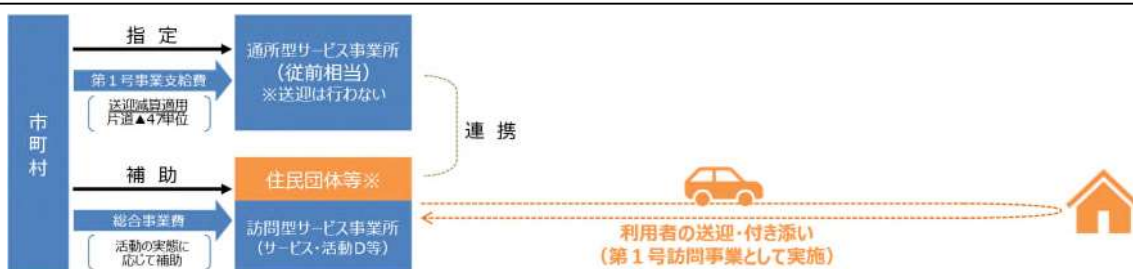 市町村
指 定
第1号事業支給費
送迎減算適用
片道▲47単位
通所型サービス事業所
(従前相当)
※送迎は行わない
連 携
補 助
総合事業費
活動の実態に
応じて補助
住民団体等※
訪問型サービス事業所
(サービス・活動D等)
利用者の送迎・付き添い
(第1号訪問事業として実施)